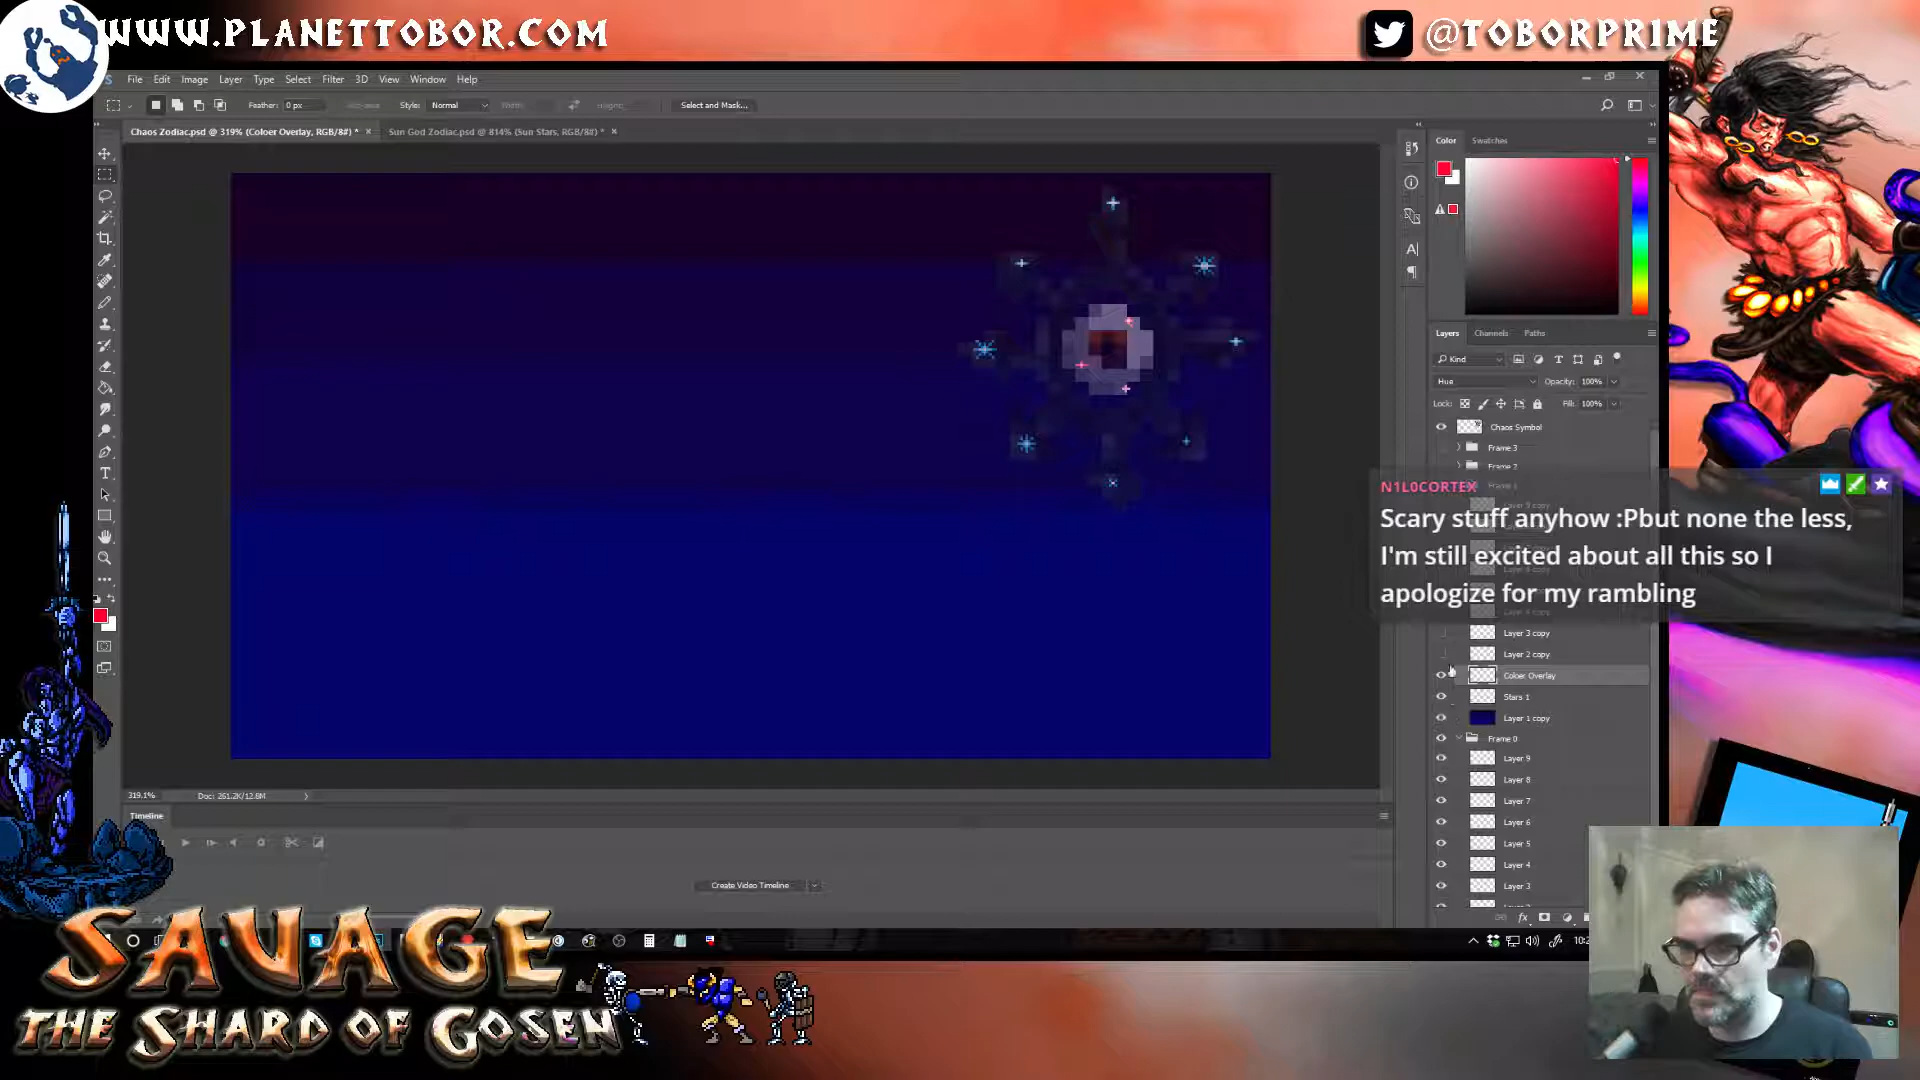 WWW.PLANETTOBOR.COM
@TOBORPRIME
File Edit Image Layer Type Select Filter 3D View Window Help
Feather: 0 px Style: Normal Select and Mask...
Chaos Zodiac.psd @ 319% (Coloer Overlay, RGB/8#) * × Sun God Zodiac.psd @ 814% (Sun Stars, RGB/8#) * ×
Color Swatches
Layers Channels Paths
Kind
Hue Opacity: 100%
Lock: Fill: 100%
Chaos Symbol
Frame 3
Frame 2
N1L0CORTEX
Scary stuff anyhow :Pbut none the less,
I'm still excited about all this so I
apologize for my rambling
Layer 3 copy
Layer 2 copy
Coloer Overlay
Stars 1
Layer 1 copy
Frame 0
Layer 9
Layer 8
Layer 7
Layer 6
Layer 5
Layer 4
Layer 3
319.1% Doc: 261.2K/12.8M
Timeline
Create Video Timeline
SAVAGE
THE SHARD OF GOSEN